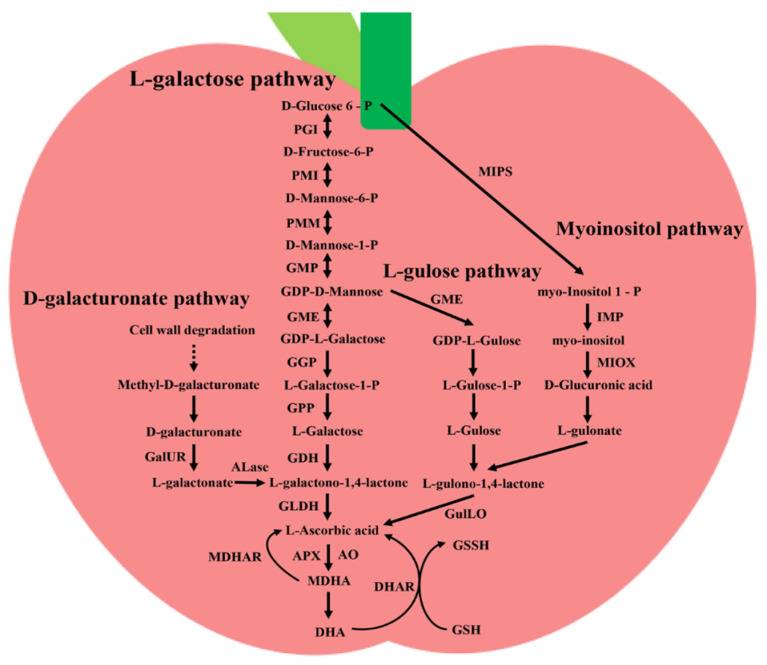 L-galactose pathway
D-Glucose 6 - P
PGI
D-Fructose-6-P
MIPS
PMI
D-Mannose-6-P
PMM
Myoinositol pathway
D-Mannose-1-P
GMP
L-gulose pathway
D-galacturonate pathway
GDP-D-Mannose
GME
myo-Inositol 1 - P
Cell wall degradation
GME
IMP
GDP-L-Galactose
GDP-L-Gulose
myo-inositol
GGP
MIOX
Methyl-D-galacturonate
L-Galactose-1-P
L-Gulose-1-P
D-Glucuronic acid
GPP
D-galacturonate
L-Galactose
L-Gulose
L-gulonate
GalUR
ALase
GDH
L-galactonate
L-galactono-1,4-lactone
L-gulono-1,4-lactone
GLDH
GulLO
L-Ascorbic acid
MDHAR
APX
AO
GSSH
MDHA
DHAR
DHA
GSH